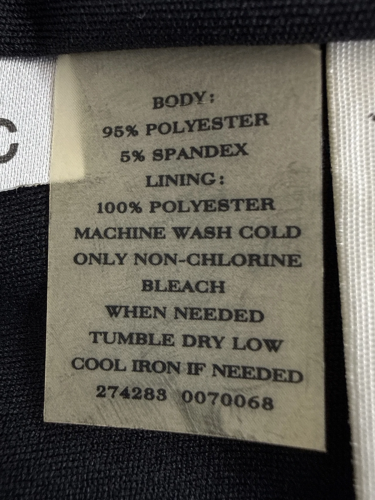 C
BODY:
95% POLYESTER
5% SPANDEX
LINING:
100% POLYESTER
MACHINE WASH COLD
ONLY NON-CHLORINE
BLEACH
WHEN NEEDED
TUMBLE DRY LOW
COOL IRON IF NEEDED
274283 0070068